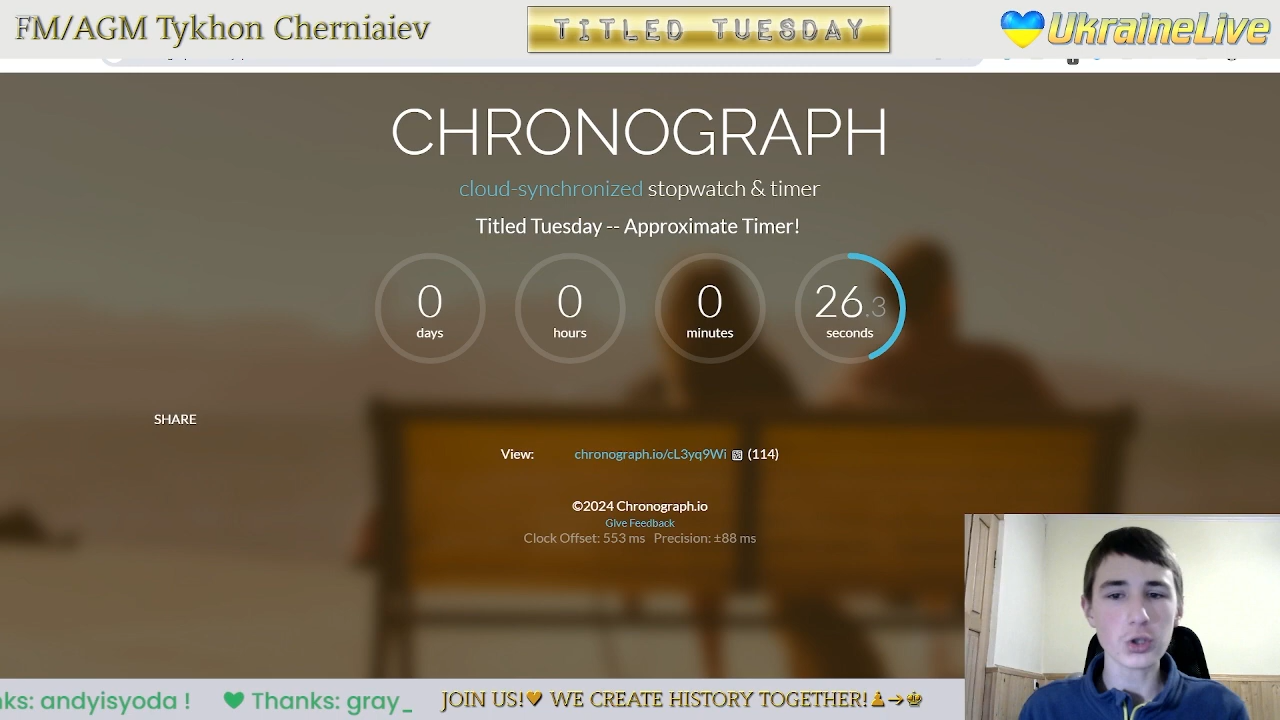 FM/AGM Tykhon Cherniaiev
TITLED TUESDAY
UkraineLive
CHRONOGRAPH
cloud-synchronized stopwatch & timer
Titled Tuesday -- Approximate Timer!
0
days
0
hours
0
minutes
26.3
seconds
SHARE
View: chronograph.io/cL3yq9Wi (114)
©2024 Chronograph.io
Give Feedback
Clock Offset: 553 ms Precision: ±88 ms
nks: andyisyoda ! Thanks: gray_
JOIN US! WE CREATE HISTORY TOGETHER!